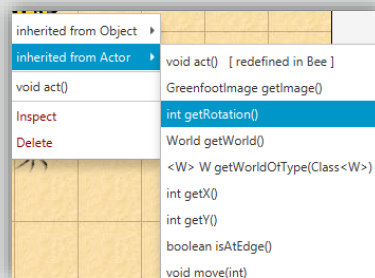 inherited from Object
inherited from Actor
void act()
Inspect
Delete
void act() [ redefined in Bee ]
GreenfootImage getImage()
int getRotation()
World getWorld()
<W> W getWorldOfType(Class<W>)
int getX()
int getY()
boolean isAtEdge()
void move(int)